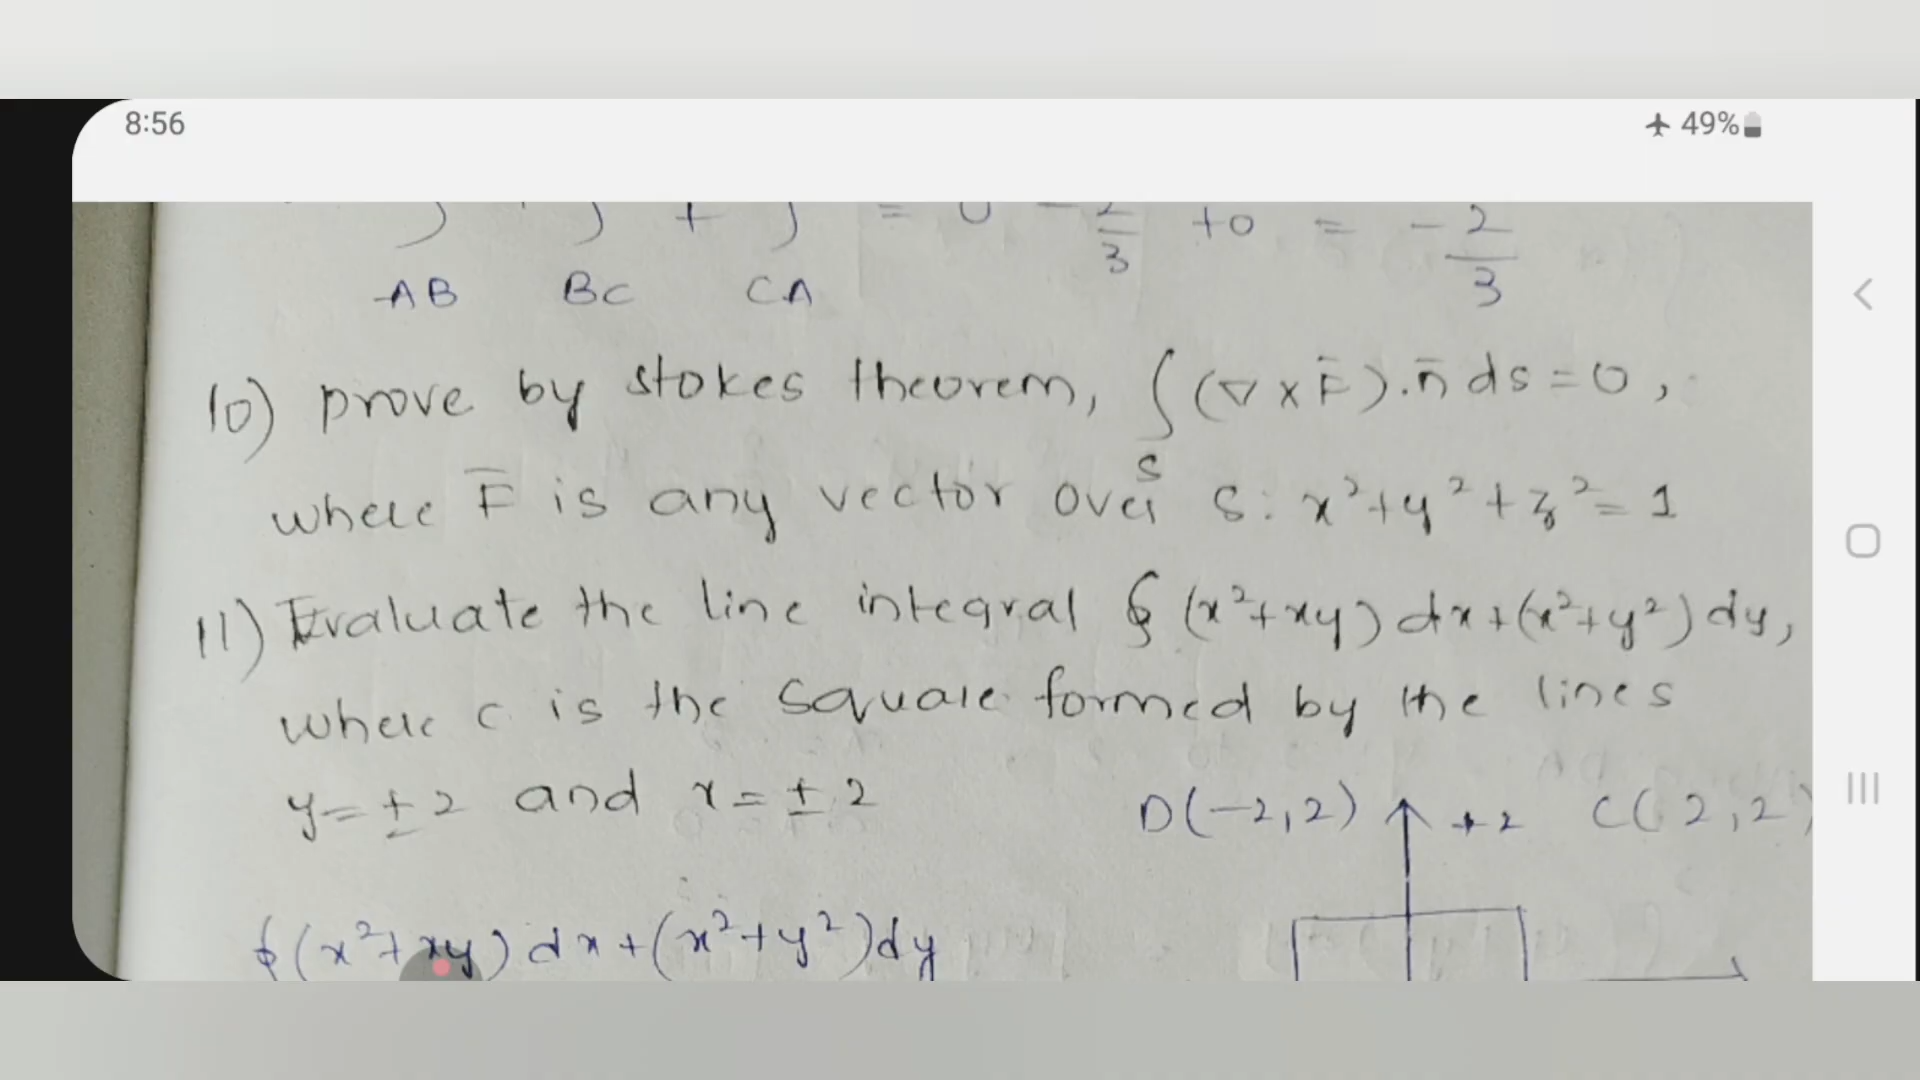 8:56
49%
+ = 0 - 2/3 + 0 = - 2/3
AB BC CA
10) prove by stokes theorem, ∫S (∇ x F̄).n̄ ds = 0,
where F̄ is any vector over S: x²+y²+z²=1
11) Evaluate the line integral ∮ (x²+xy) dx+(x²+y²) dy,
where c is the square formed by the lines
y=±2 and x=±2
D(-2,2) +2 C(2,2)
∮(x²+xy) dx+(x²+y²)dy